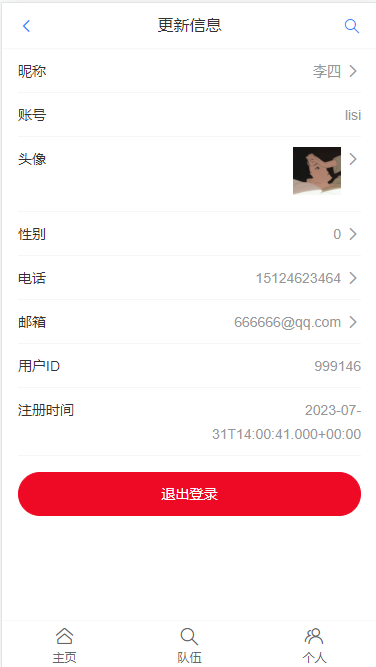 更新信息
昵称 李四
账号 lisi
头像
性别 0
电话 15124623464
邮箱 666666@qq.com
用户ID 999146
注册时间 2023-07-
31T14:00:41.000+00:00
退出登录
主页 队伍 个人